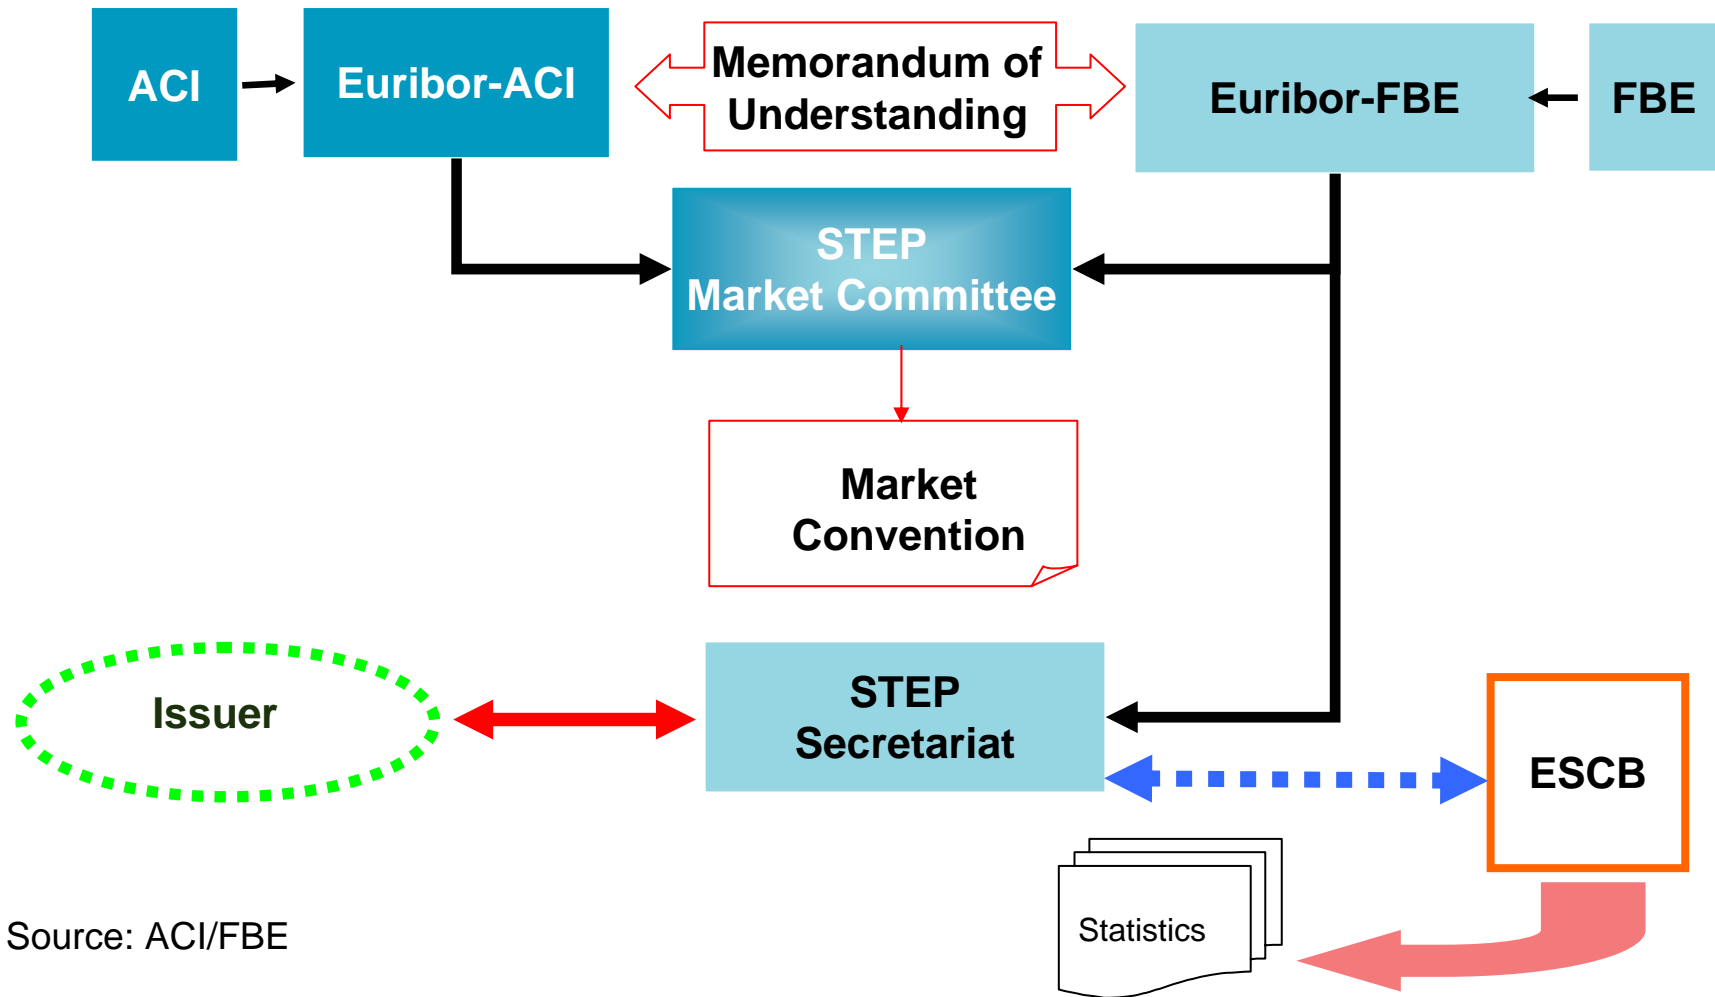 ACI
Euribor-ACI
Memorandum of
Understanding
Euribor-FBE
FBE
STEP
Market Committee
Market
Convention
Issuer
STEP
Secretariat
ESCB
Statistics
Source: ACI/FBE